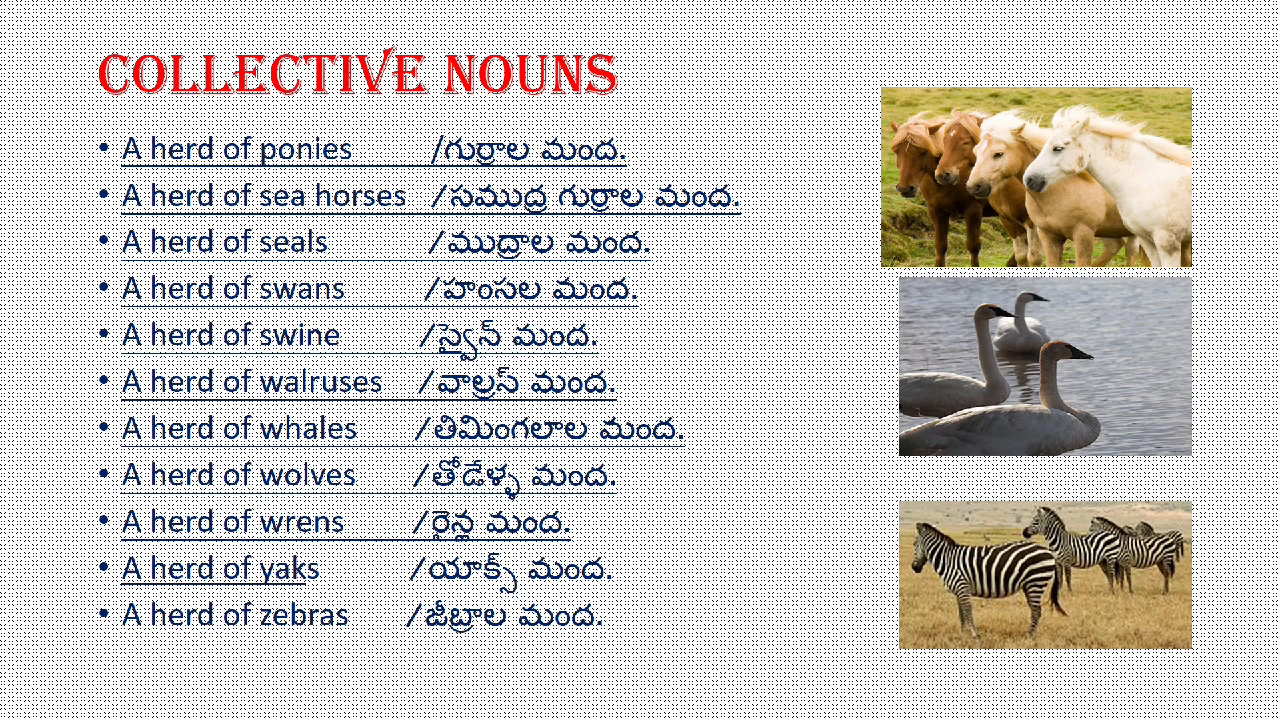 COLLECTIVE NOUNS
• A herd of ponies /గుర్రాల మంద.
• A herd of sea horses /సముద్ర గుర్రాల మంద.
• A herd of seals /ముద్రాల మంద.
• A herd of swans /హంసల మంద.
• A herd of swine /స్వైన్ మంద.
• A herd of walruses /వాల్రస్ మంద.
• A herd of whales /తిమింగలాల మంద.
• A herd of wolves /తోడేళ్ళ మంద.
• A herd of wrens /రైన్ల మంద.
• A herd of yaks /యాక్స్ మంద.
• A herd of zebras /జీబ్రాల మంద.